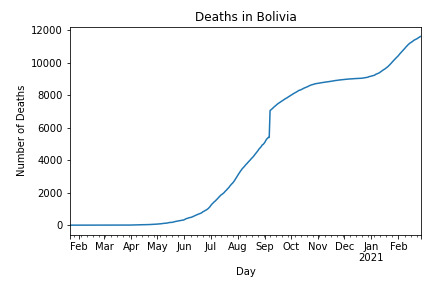 Deaths in Bolivia
Number of Deaths
12000
10000
8000
6000
4000
2000
0
Feb Mar Apr May Jun Jul Aug Sep Oct Nov Dec Jan Feb
2021
Day